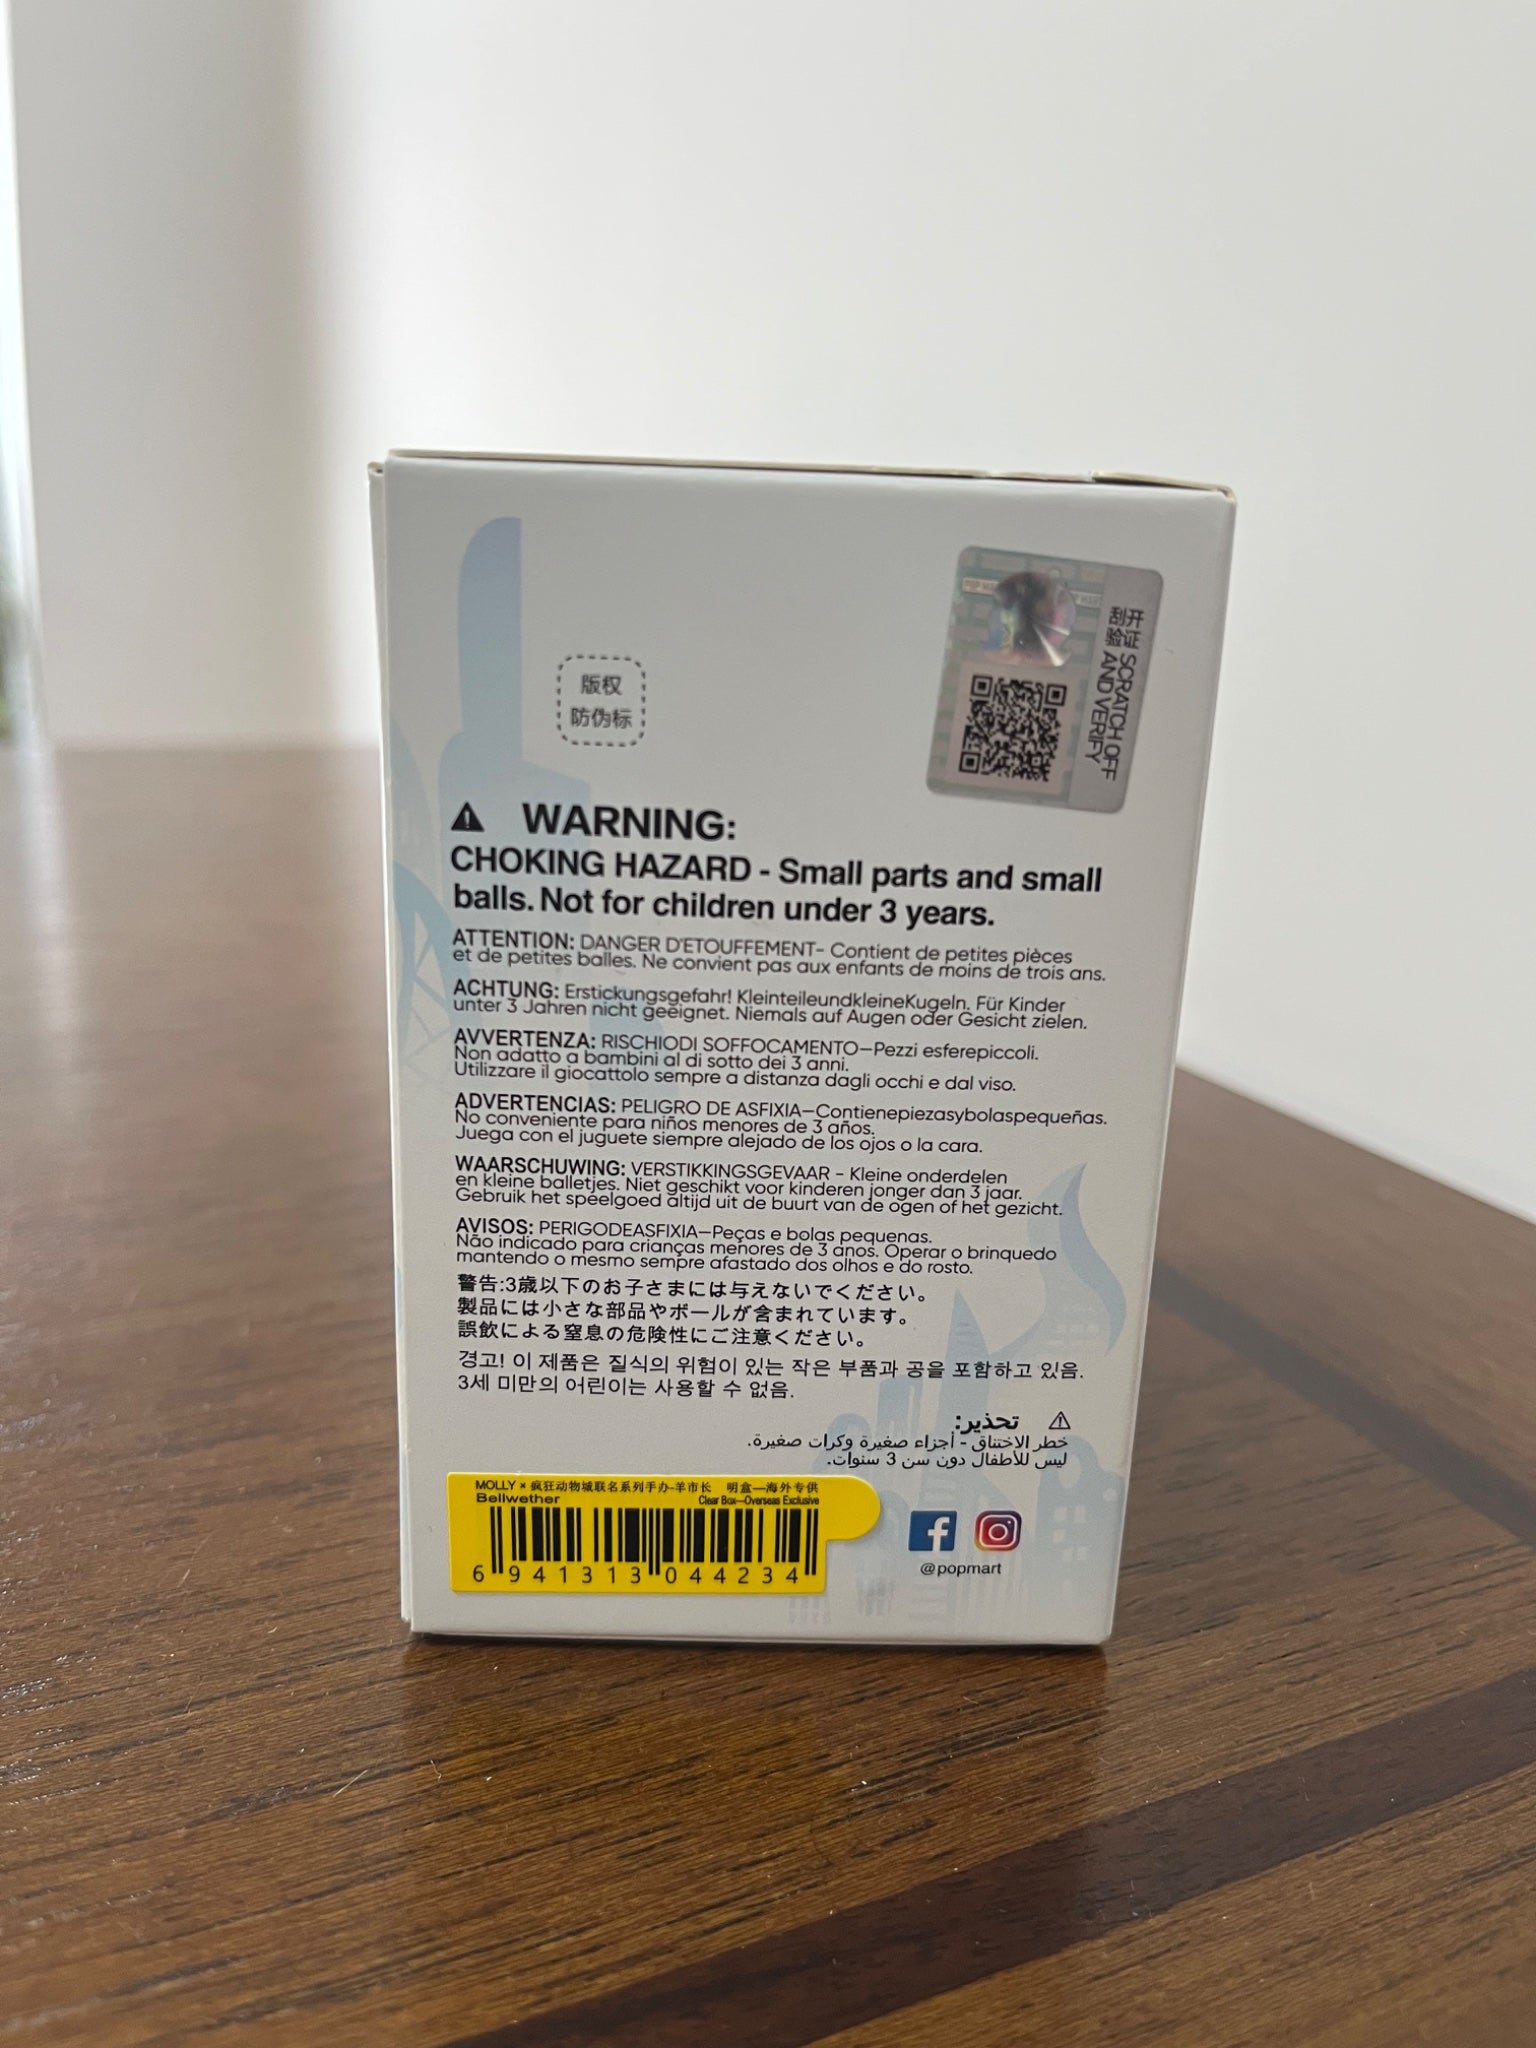 版权
防伪标
POP MA
P MART
刮开 SCRATCH OFF
验证 AND VERIFY
WARNING:
CHOKING HAZARD - Small parts and small
balls. Not for children under 3 years.
ATTENTION: DANGER D'ETOUFFEMENT- Contient de petites pièces
et de petites balles. Ne convient pas aux enfants de moins de trois ans.
ACHTUNG: Erstickungsgefahr! KleinteileundkleineKugeln. Für Kinder
unter 3 Jahren nicht geeignet. Niemals auf Augen oder Gesicht zielen.
AVVERTENZA: RISCHIODI SOFFOCAMENTO—Pezzi esferepiccoli.
Non adatto a bambini al di sotto dei 3 anni.
Utilizzare il giocattolo sempre a distanza dagli occhi e dal viso.
ADVERTENCIAS: PELIGRO DE ASFIXIA—Contienepiezasybolaspequeñas.
No conveniente para niños menores de 3 años.
Juega con el juguete siempre alejado de los ojos o la cara.
WAARSCHUWING: VERSTIKKINGSGEVAAR - Kleine onderdelen
en kleine balletjes. Niet geschikt voor kinderen jonger dan 3 jaar.
Gebruik het speelgoed altijd uit de buurt van de ogen of het gezicht.
AVISOS: PERIGODEASFIXIA—Peças e bolas pequenas.
Não indicado para crianças menores de 3 anos. Operar o brinquedo
mantendo o mesmo sempre afastado dos olhos e do rosto.
警告:3歳以下のお子さまには与えないでください。
製品には小さな部品やボールが含まれています。
誤飲による窒息の危険性にご注意ください。
경고! 이 제품은 질식의 위험이 있는 작은 부품과 공을 포함하고 있음.
3세 미만의 어린이는 사용할 수 없음.
تحذير:
خطر الاختناق - أجزاء صغيرة وكرات صغيرة.
ليس للأطفال دون سن 3 سنوات.
MOLLY × 疯狂动物城联名系列手办-羊市长 明盒—海外专供
Bellwether Clear Box—Overseas Exclusive
6 941313 044234
@popmart